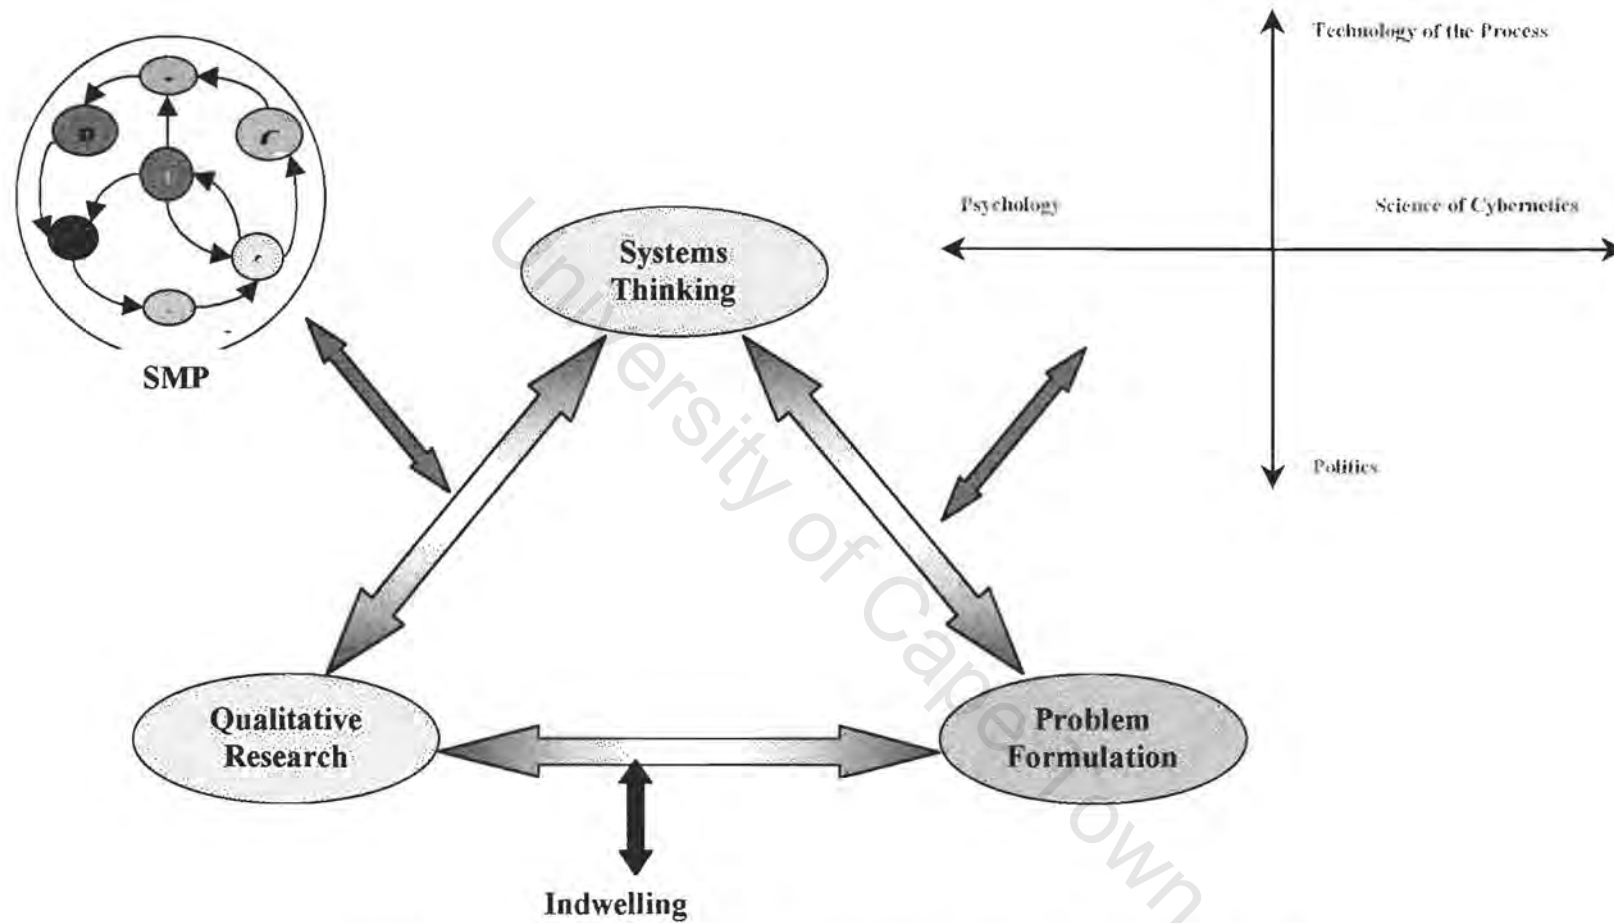 Technology of the Process
Psychology
Science of Cybernetics
Systems
Thinking
SMP
Politics
Qualitative
Research
Problem
Formulation
Indwelling
University of Cape Town